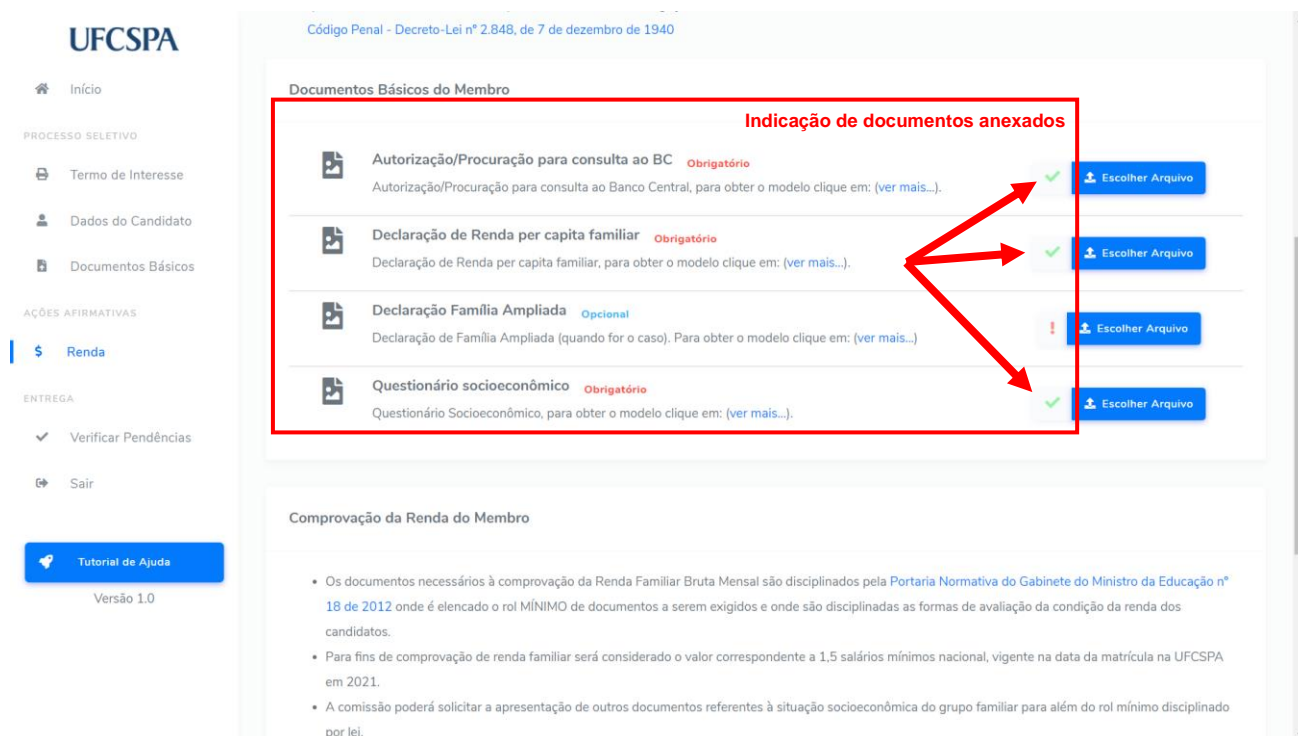 Código Penal - Decreto-Lei nº 2.848, de 7 de dezembro de 1940
UFCSPA
Início
PROCESSO SELETIVO
Termo de Interesse
Dados do Candidato
Documentos Básicos
AÇÕES AFIRMATIVAS
$ Renda
ENTREGA
Verificar Pendências
Sair
Tutorial de Ajuda
Versão 1.0
Documentos Básicos do Membro
Indicação de documentos anexados
Autorização/Procuração para consulta ao BC Obrigatório
Autorização/Procuração para consulta ao Banco Central, para obter o modelo clique em: (ver mais...).
Escolher Arquivo
Declaração de Renda per capita familiar Obrigatório
Declaração de Renda per capita familiar, para obter o modelo clique em: (ver mais...).
Escolher Arquivo
Declaração Família Ampliada Opcional
Declaração de Família Ampliada (quando for o caso). Para obter o modelo clique em: (ver mais...)
! Escolher Arquivo
Questionário socioeconômico Obrigatório
Questionário Socioeconômico, para obter o modelo clique em: (ver mais...).
Escolher Arquivo
Comprovação da Renda do Membro
• Os documentos necessários à comprovação da Renda Familiar Bruta Mensal são disciplinados pela Portaria Normativa do Gabinete do Ministro da Educação nº
18 de 2012 onde é elencado o rol MÍNIMO de documentos a serem exigidos e onde são disciplinadas as formas de avaliação da condição da renda dos
candidatos.
• Para fins de comprovação de renda familiar será considerado o valor correspondente a 1,5 salários mínimos nacional, vigente na data da matrícula na UFCSPA
em 2021.
• A comissão poderá solicitar a apresentação de outros documentos referentes à situação socioeconômica do grupo familiar para além do rol mínimo disciplinado
por lei.